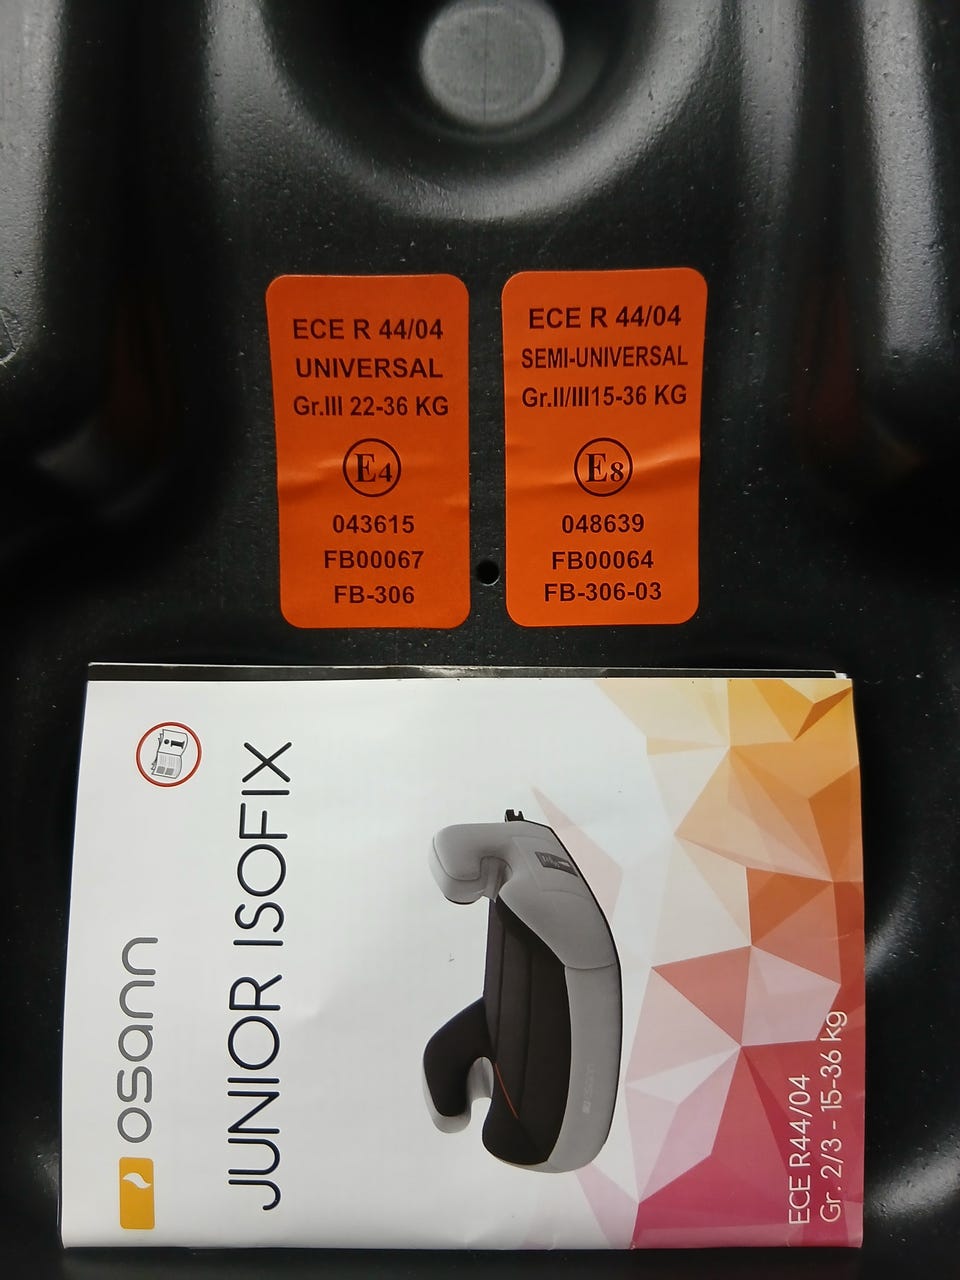 ECE R 44/04
UNIVERSAL
Gr.III 22-36 KG
E4
043615
FB00067
FB-306
ECE R 44/04
SEMI-UNIVERSAL
Gr.II/III15-36 KG
E8
048639
FB00064
FB-306-03
osann
JUNIOR ISOFIX
ECE R44/04
Gr. 2/3 - 15-36 kg